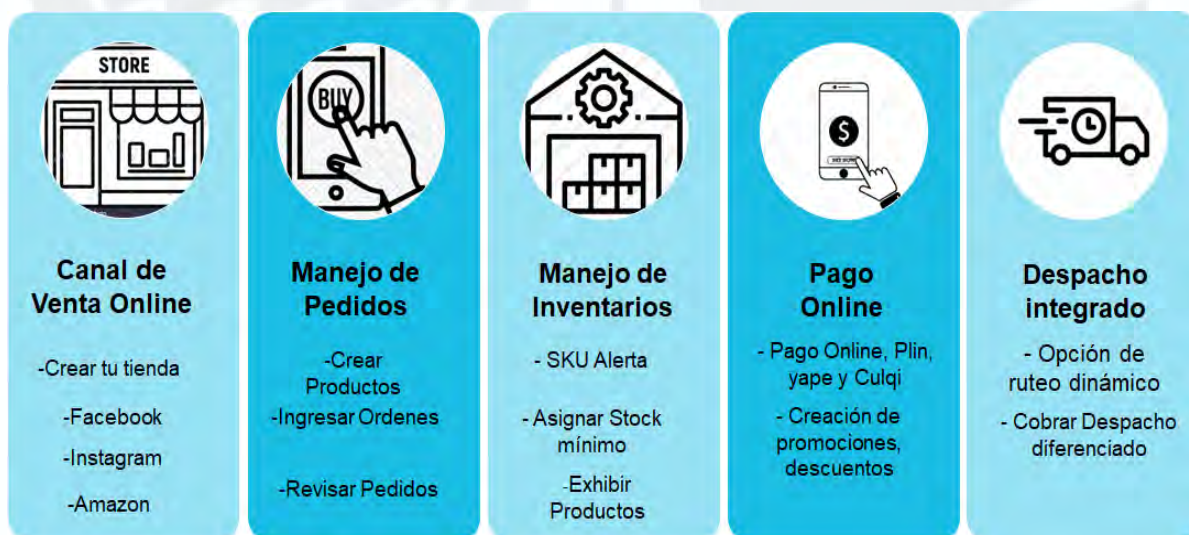 STORE
Canal de
Venta Online
-Crear tu tienda
-Facebook
-Instagram
-Amazon
BUY
Manejo de
Pedidos
-Crear
Productos
-Ingresar Ordenes
-Revisar Pedidos
Manejo de
Inventarios
- SKU Alerta
- Asignar Stock
mínimo
-Exhibir
Productos
$
Pago
Online
- Pago Online, Plin,
yape y Culqi
- Creación de
promociones,
descuentos
Despacho
integrado
- Opción de
ruteo dinámico
- Cobrar Despacho
diferenciado